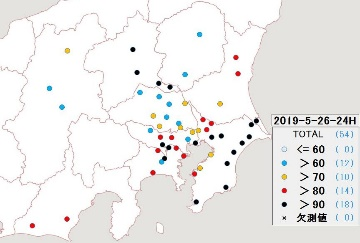 2019-5-26-24H
TOTAL (54)
<= 60 ( 0)
> 60 (12)
> 70 (10)
> 80 (14)
> 90 (18)
欠測値 ( 0)